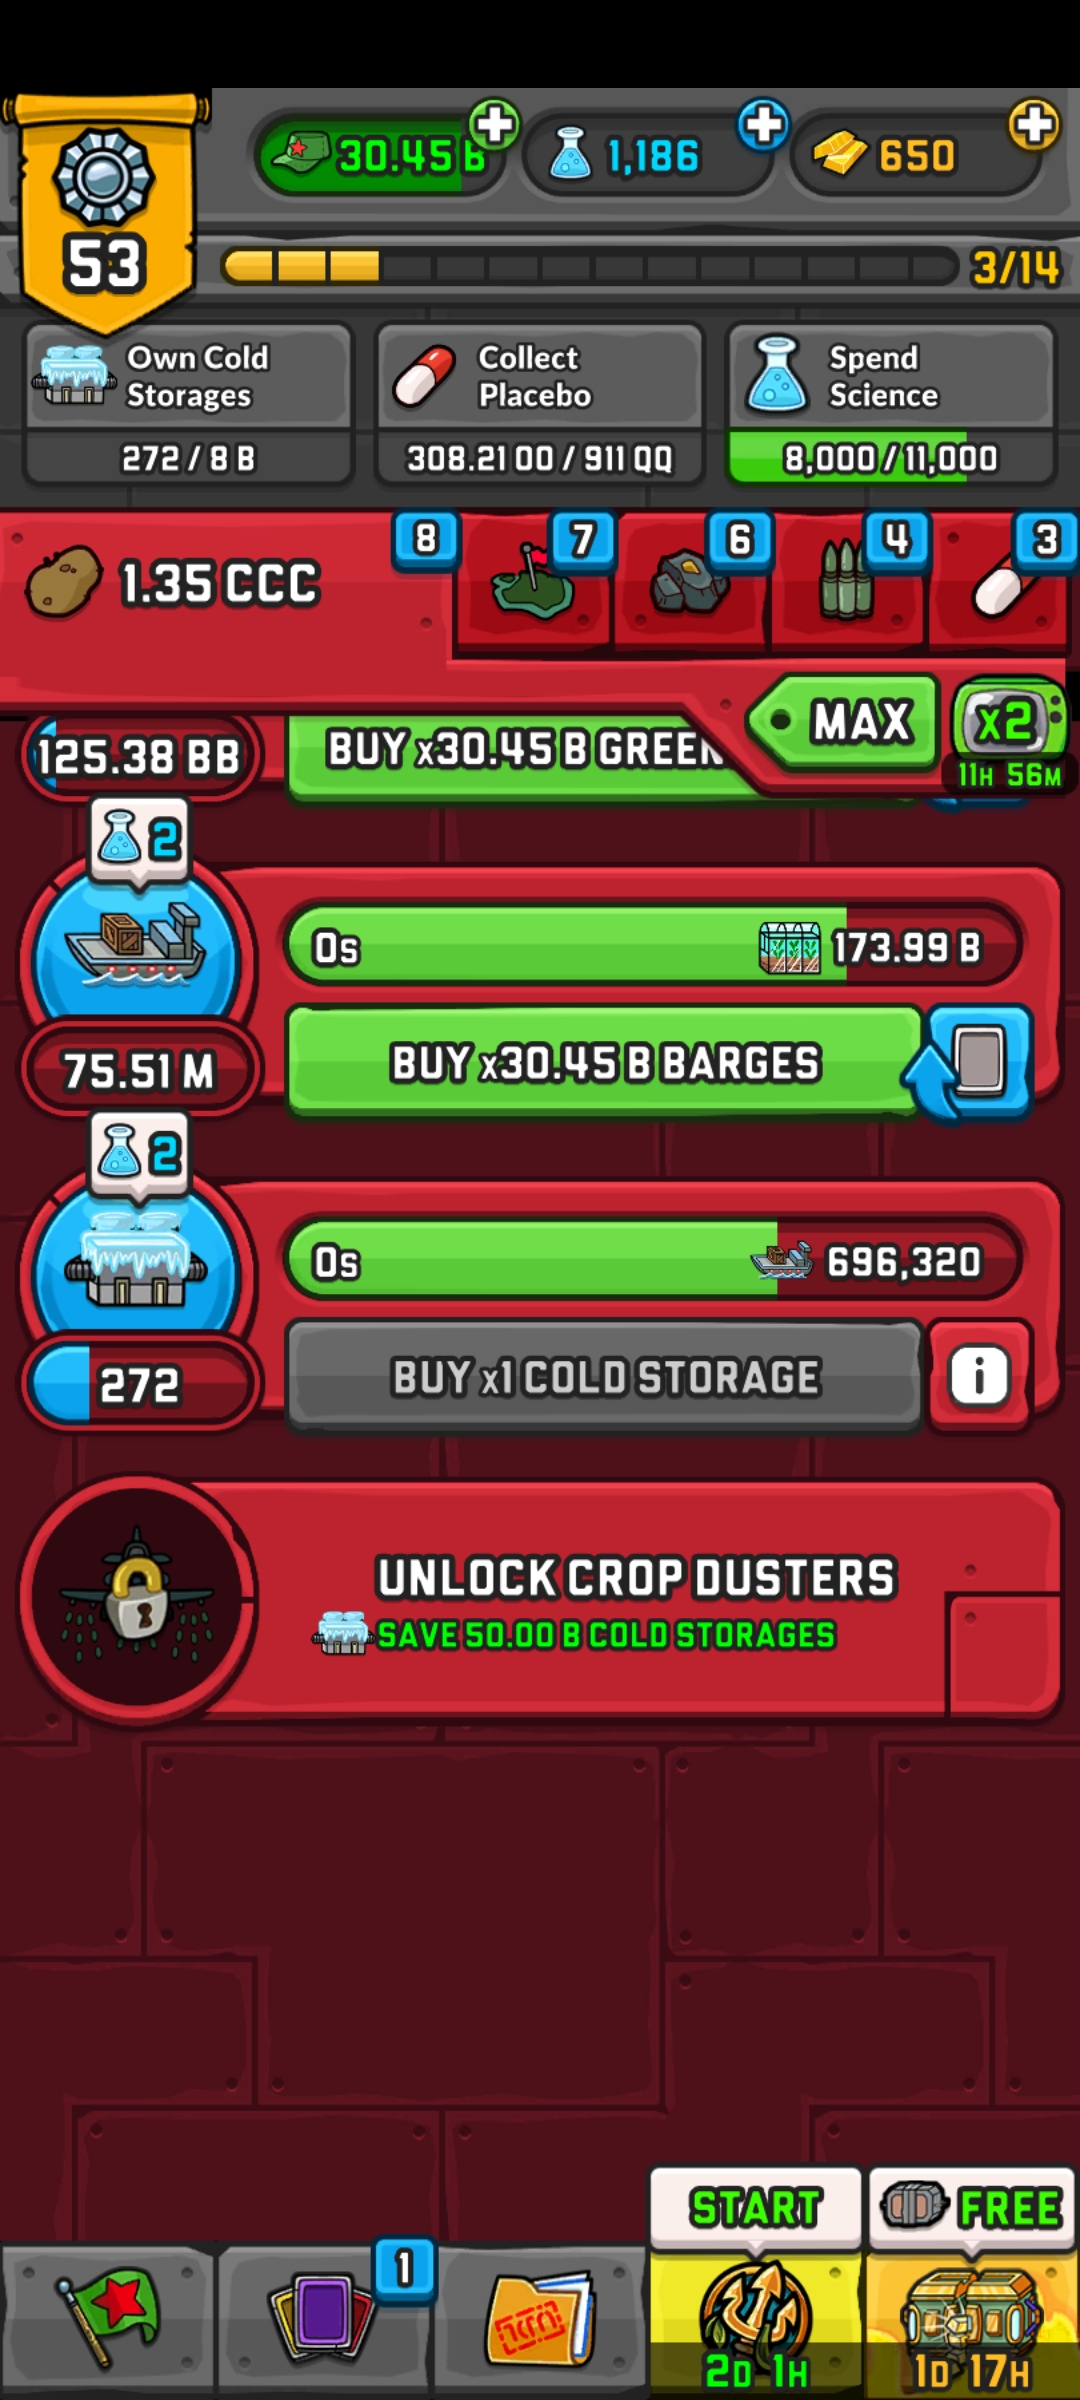 30.45 B
1,186
650
53
3/14
Own Cold
Storages
272 / 8 B
Collect
Placebo
308.21 OO / 911 QQ
Spend
Science
8,000 / 11,000
1.35 CCC
8
7
6
4
3
MAX
x2
11H 56M
125.38 BB
BUY x30.45 B GREEN
2
0s
173.99 B
75.51 M
BUY x30.45 B BARGES
2
0s
696,320
272
BUY x1 COLD STORAGE
i
UNLOCK CROP DUSTERS
SAVE 50.00 B COLD STORAGES
START
FREE
1
2D 1H
1D 17H